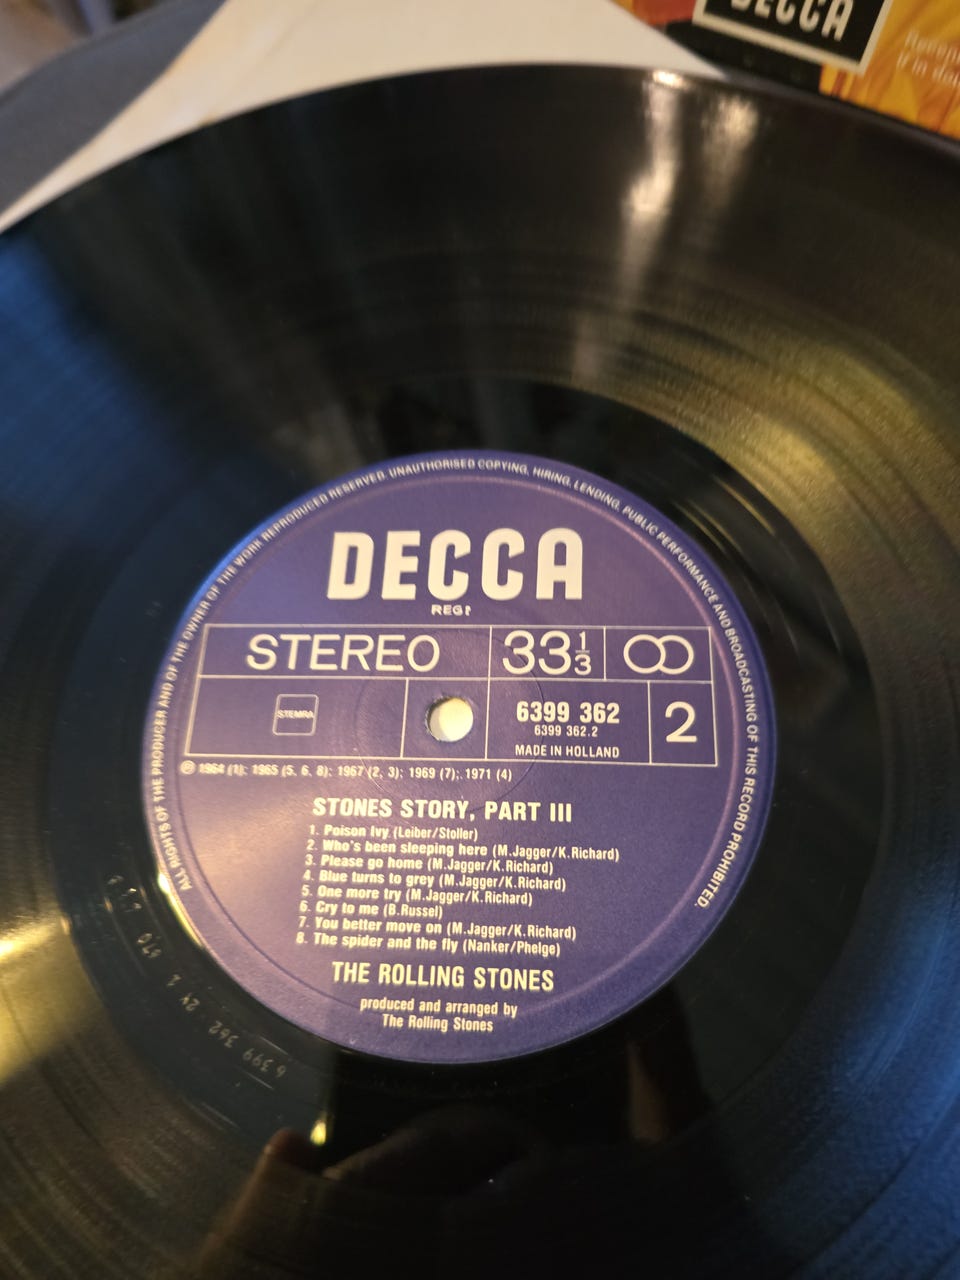 DECCA
ALL RIGHTS OF THE PRODUCER AND OF THE OWNER OF THE WORK REPRODUCED RESERVED. UNAUTHORISED COPYING, HIRING, LENDING, PUBLIC PERFORMANCE AND BROADCASTING OF THIS RECORD PROHIBITED.
DECCA
REGD
STEREO 33⅓
STEMRA
6399 362
6399 362.2
MADE IN HOLLAND
2
℗ 1964 (1); 1965 (5, 6, 8); 1967 (2, 3); 1969 (7); 1971 (4)
STONES STORY, PART III
1. Poison Ivy (Leiber/Stoller)
2. Who's been sleeping here (M.Jagger/K.Richard)
3. Please go home (M.Jagger/K.Richard)
4. Blue turns to grey (M.Jagger/K.Richard)
5. One more try (M.Jagger/K.Richard)
6. Cry to me (B.Russel)
7. You better move on (M.Jagger/K.Richard)
8. The spider and the fly (Nanker/Phelge)
THE ROLLING STONES
produced and arranged by
The Rolling Stones
6399 362 2Y 1 670